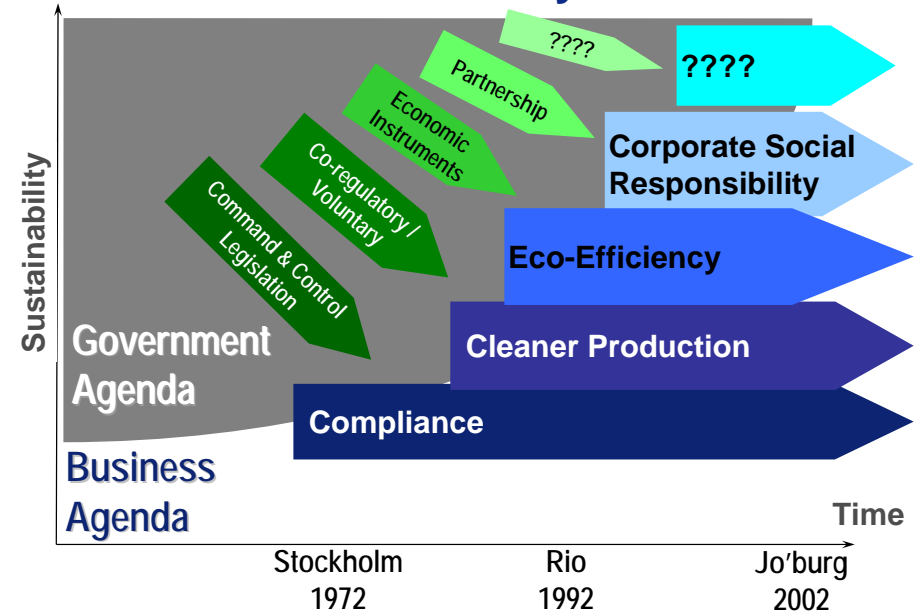 ????
????
Partnership
Economic
Instruments
Corporate Social
Responsibility
Co-regulatory /
Voluntary
Command & Control
Legislation
Eco-Efficiency
Sustainability
Government
Agenda
Cleaner Production
Compliance
Business
Agenda
Time
Stockholm
1972
Rio
1992
Jo'burg
2002